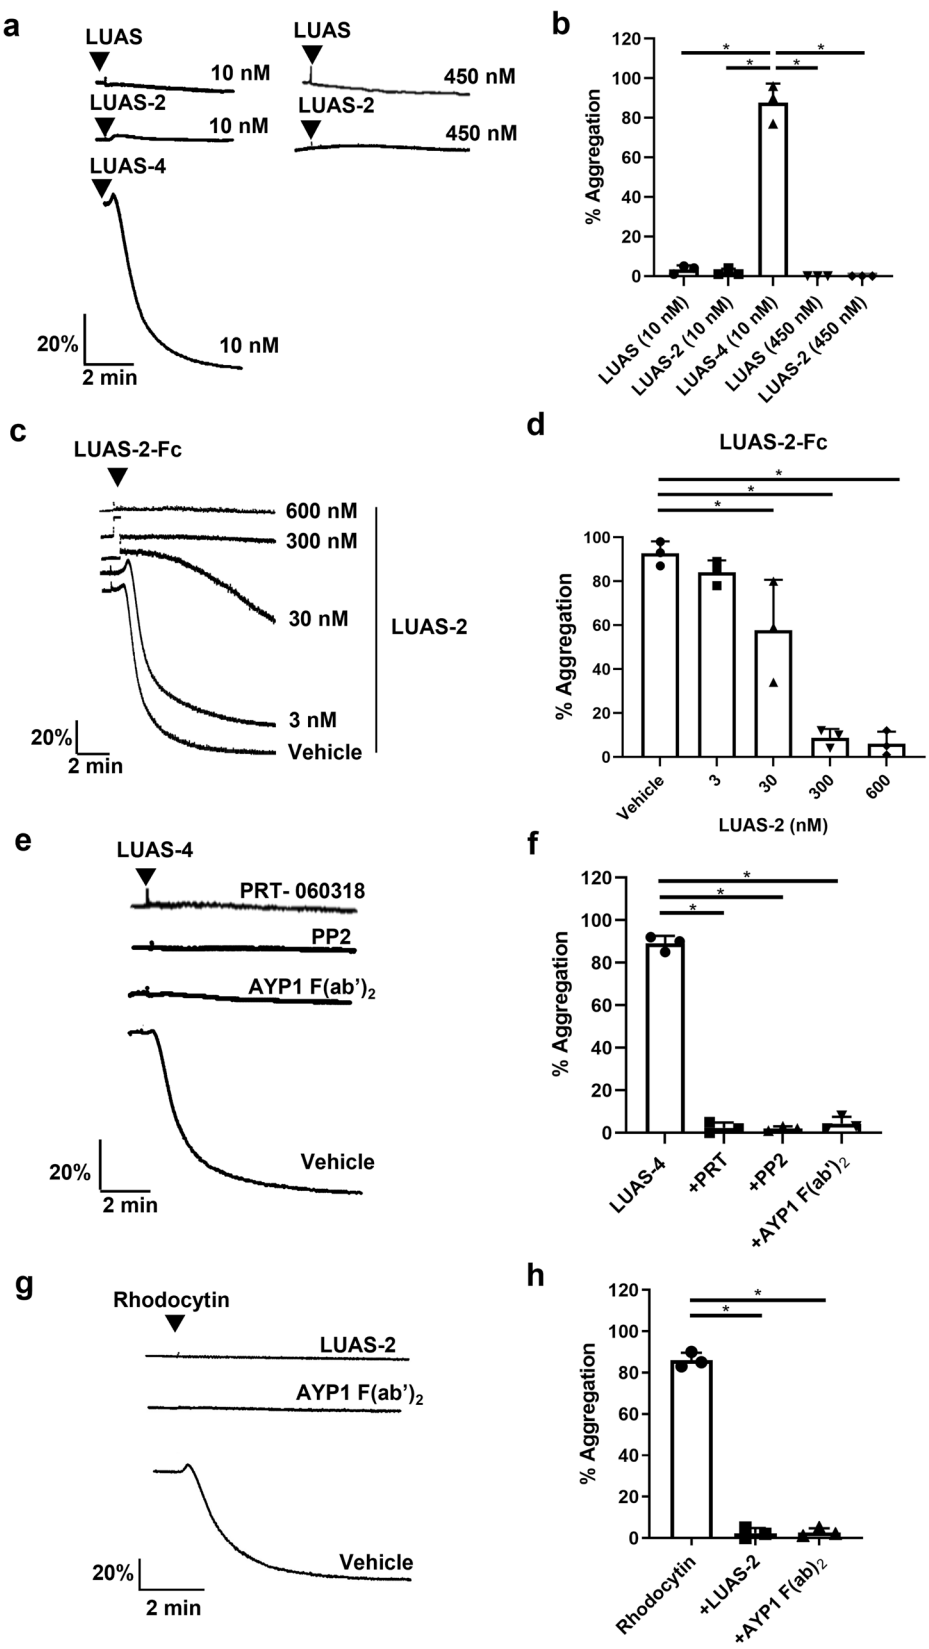 a
LUAS
10 nM
LUAS-2
10 nM
LUAS-4
10 nM
20%
2 min
LUAS
450 nM
LUAS-2
450 nM
b
% Aggregation
120
100
80
60
40
20
0
* *
* *
LUAS (10 nM)
LUAS-2 (10 nM)
LUAS-4 (10 nM)
LUAS (450 nM)
LUAS-2 (450 nM)
c
LUAS-2-Fc
600 nM
300 nM
30 nM
3 nM
Vehicle
LUAS-2
20%
2 min
d
LUAS-2-Fc
*
*
*
% Aggregation
100
80
60
40
20
0
Vehicle
3
30
300
600
LUAS-2 (nM)
e
LUAS-4
PRT- 060318
PP2
AYP1 F(ab’)₂
Vehicle
20%
2 min
f
% Aggregation
120
100
80
60
40
20
0
*
*
*
LUAS-4
+PRT
+PP2
+AYP1 F(ab’)₂
g
Rhodocytin
LUAS-2
AYP1 F(ab’)₂
Vehicle
20%
2 min
h
% Aggregation
120
100
80
60
40
20
0
*
*
Rhodocytin
+LUAS-2
+AYP1 F(ab)₂